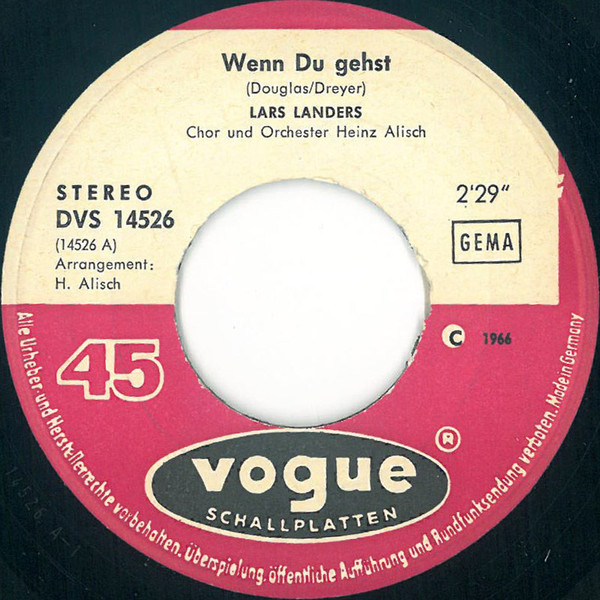 Wenn Du gehst
(Douglas/Dreyer)
LARS LANDERS
Chor und Orchester Heinz Alisch
STEREO
DVS 14526
(14526 A)
Arrangement:
H. Alisch
2'29"
GEMA
45
C 1966
vogue
SCHALLPLATTEN
®
Alle Urheber- und Herstellerrechte vorbehalten. Überspielung, öffentliche Aufführung und Rundfunksendung verboten. Made in Germany
14526 A-1